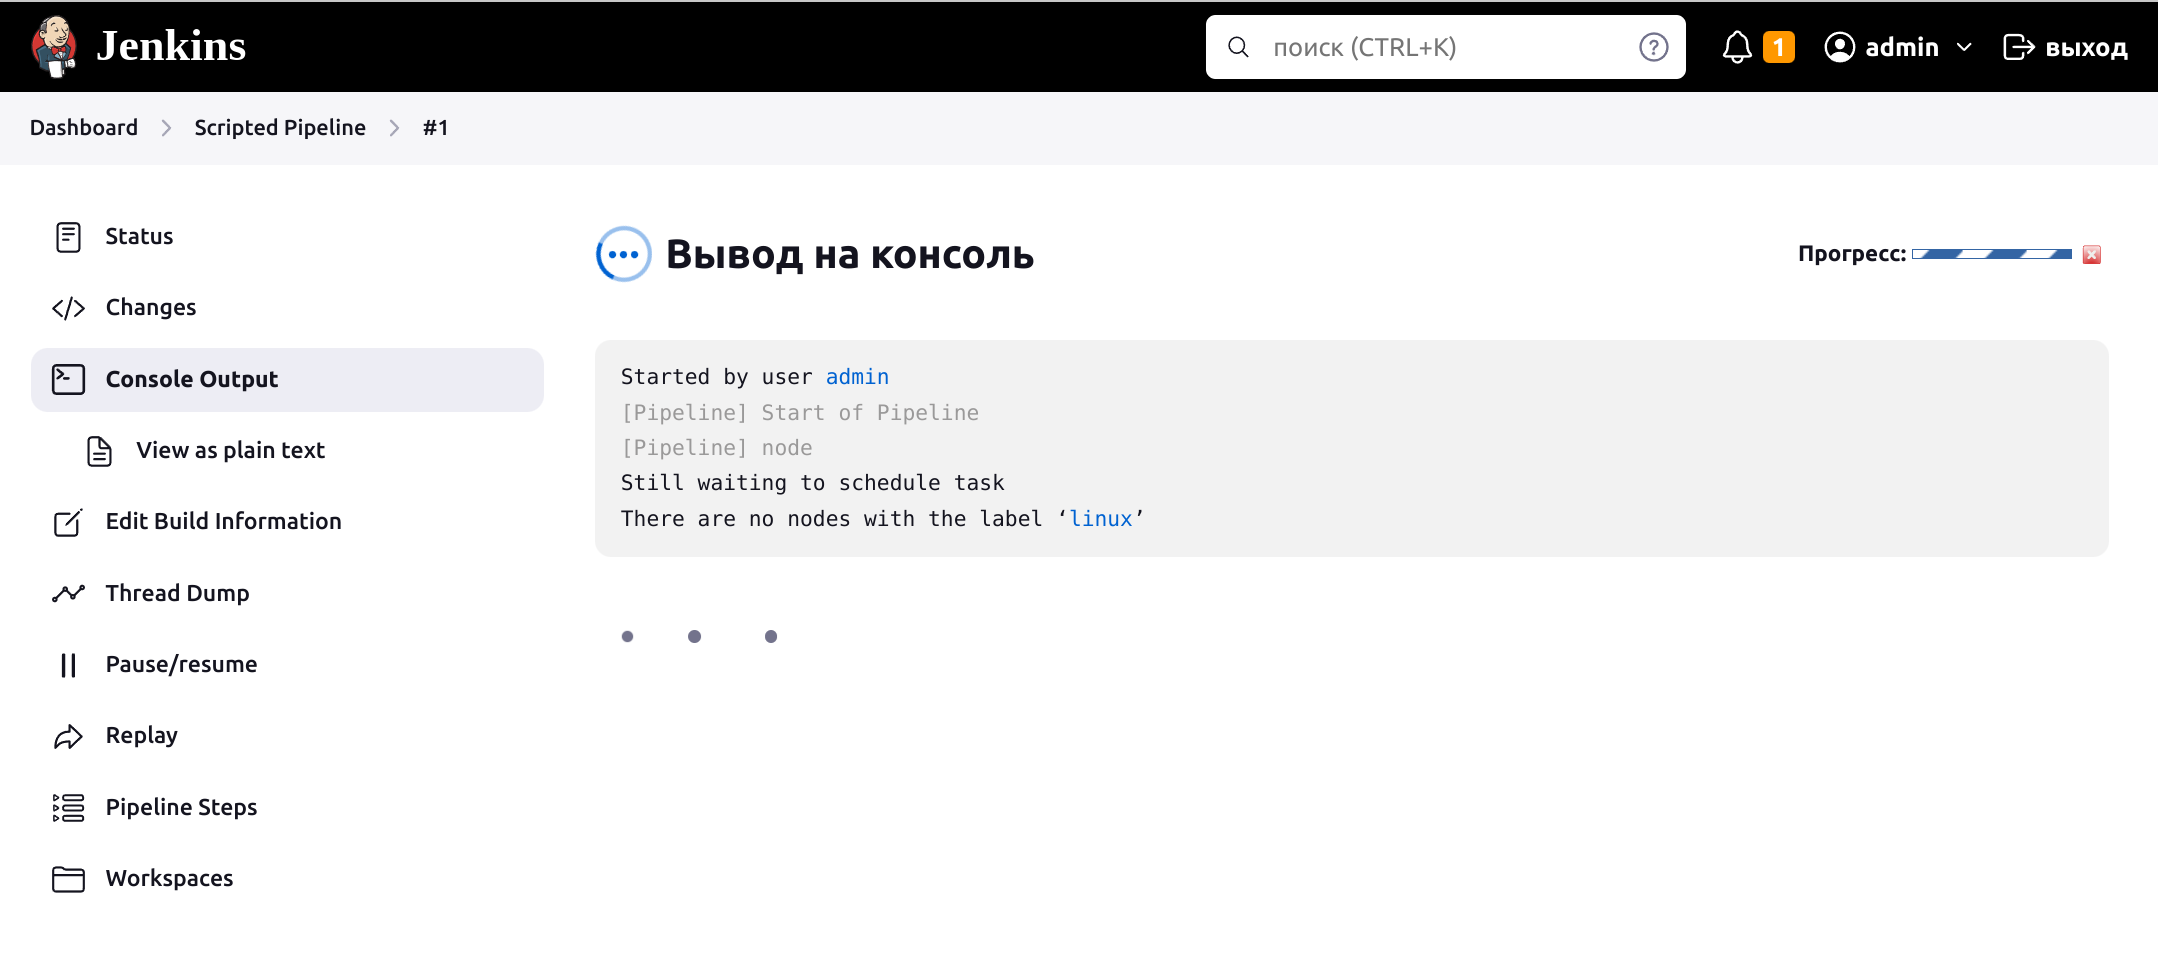 Jenkins
поиск (CTRL+K)
1
admin
выход
Dashboard
Scripted Pipeline
#1
Status
Changes
Console Output
View as plain text
Edit Build Information
Thread Dump
Pause/resume
Replay
Pipeline Steps
Workspaces
Вывод на консоль
Прогресс:
Started by user admin
[Pipeline] Start of Pipeline
[Pipeline] node
Still waiting to schedule task
There are no nodes with the label ‘linux’